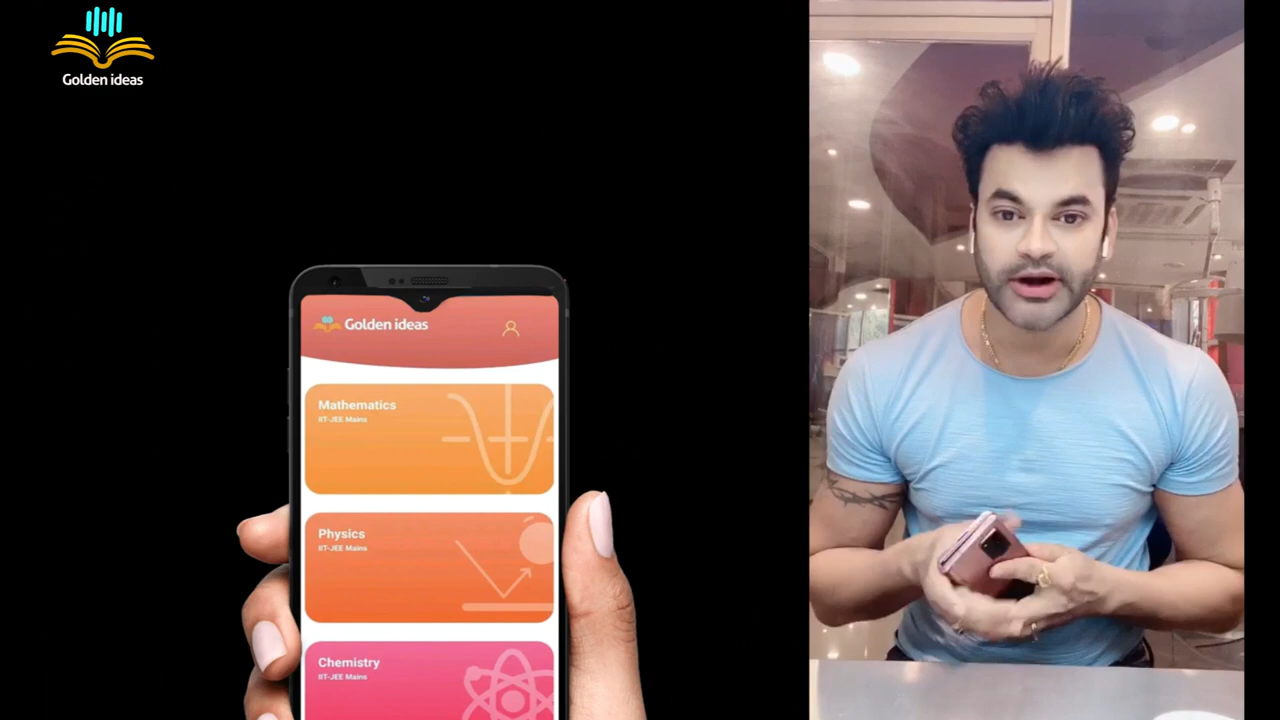 Golden ideas
Golden ideas
Mathematics
IIT-JEE Mains
Physics
IIT-JEE Mains
Chemistry
IIT-JEE Mains